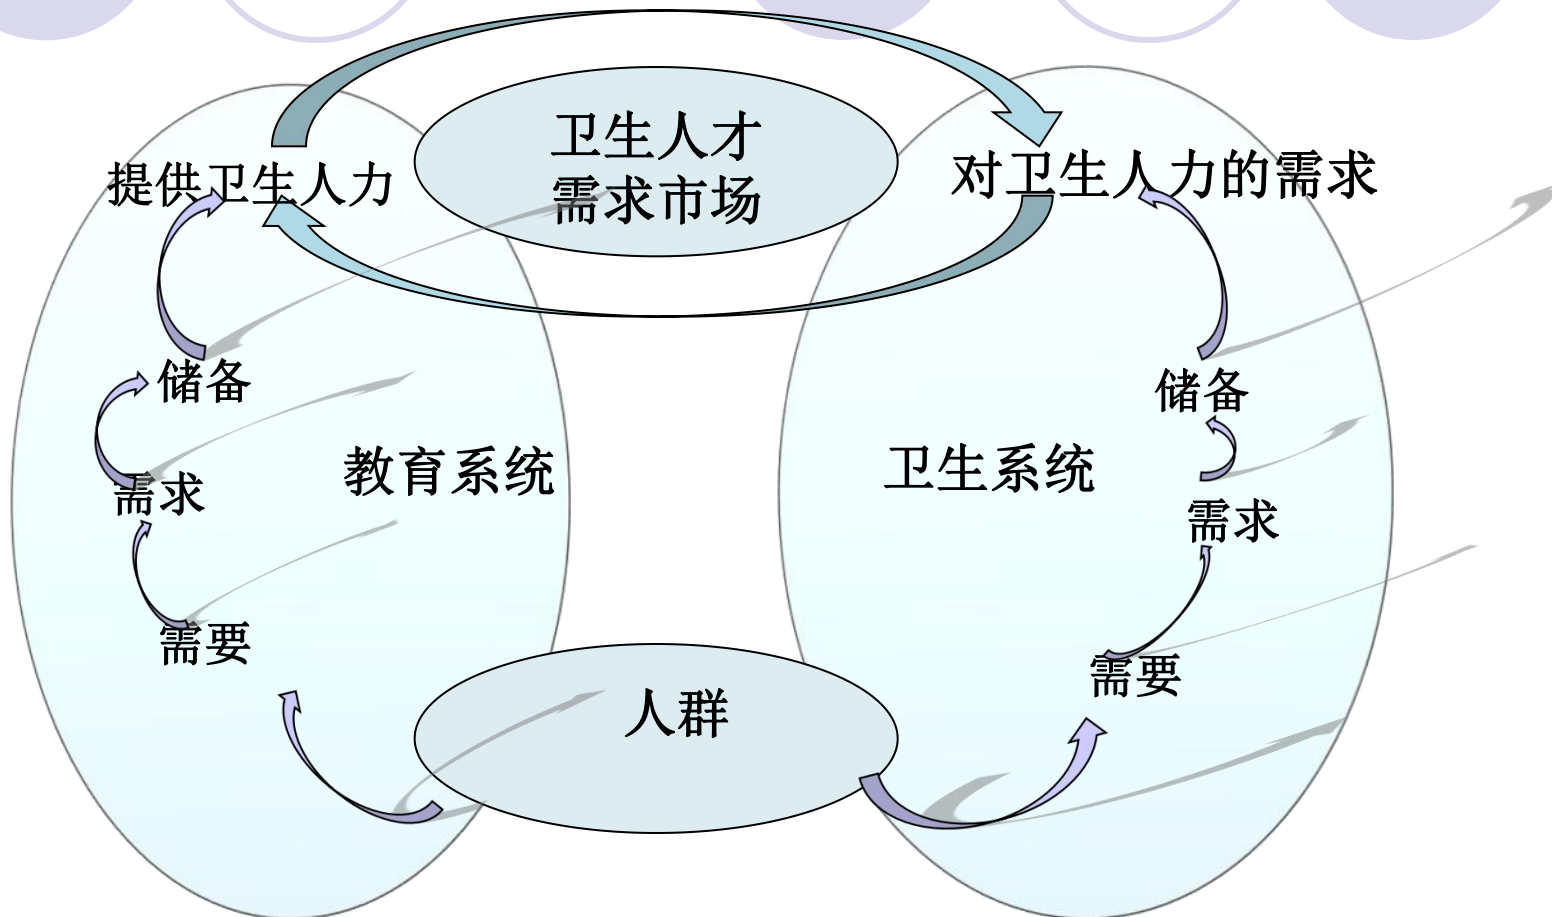 卫生人才
需求市场
提供卫生人力
对卫生人力的需求
储备
储备
教育系统
卫生系统
需求
需求
需要
需要
人群